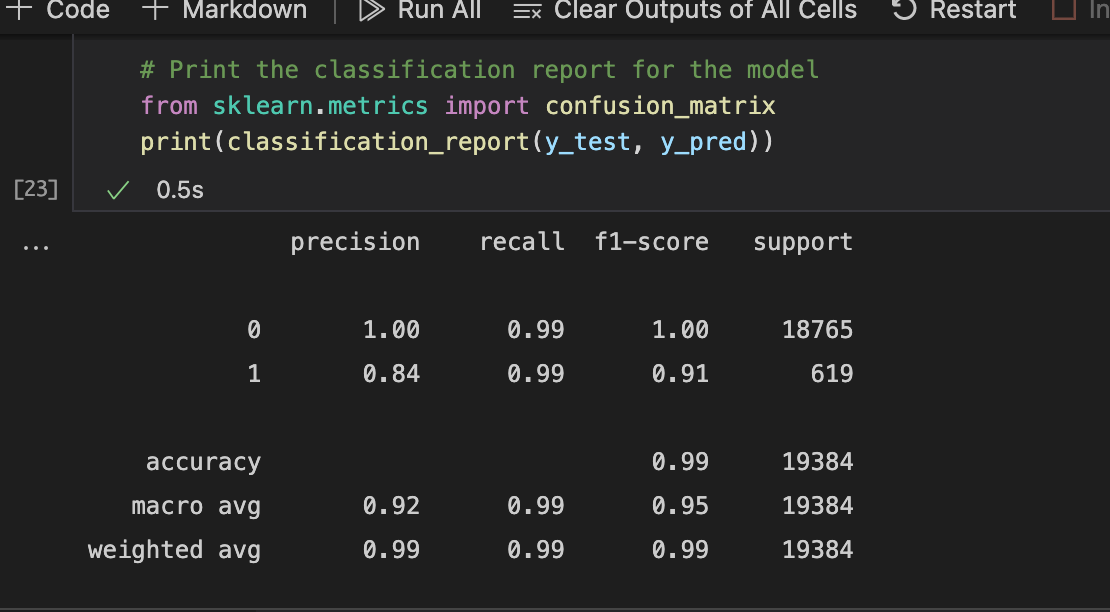 + Code + Markdown | Run All Clear Outputs of All Cells Restart In
# Print the classification report for the model
from sklearn.metrics import confusion_matrix
print(classification_report(y_test, y_pred))
[23] ✓ 0.5s
... precision recall f1-score support
0 1.00 0.99 1.00 18765
1 0.84 0.99 0.91 619
accuracy 0.99 19384
macro avg 0.92 0.99 0.95 19384
weighted avg 0.99 0.99 0.99 19384